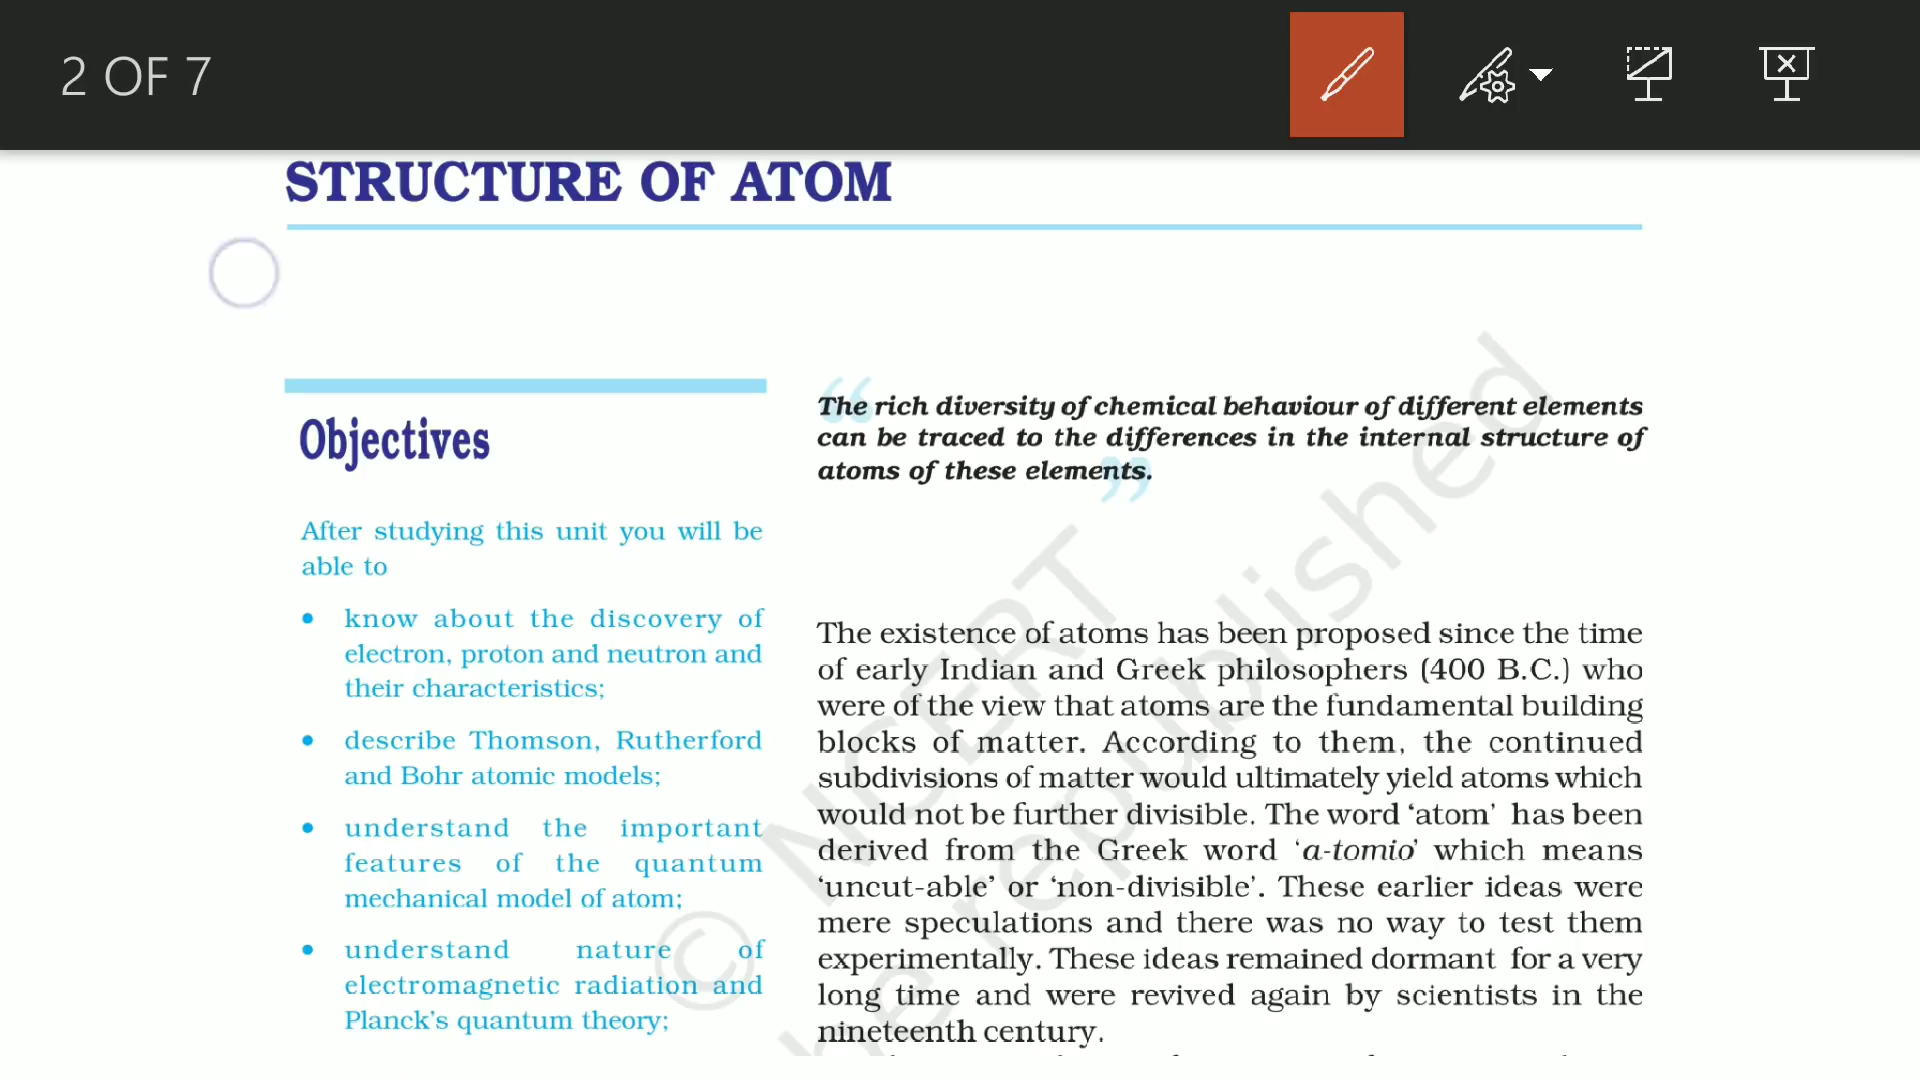 2 OF 7
STRUCTURE OF ATOM
Objectives
After studying this unit you will be
able to
• know about the discovery of
electron, proton and neutron and
their characteristics;
• describe Thomson, Rutherford
and Bohr atomic models;
• understand the important
features of the quantum
mechanical model of atom;
• understand nature of
electromagnetic radiation and
Planck's quantum theory;
“The rich diversity of chemical behaviour of different elements
can be traced to the differences in the internal structure of
atoms of these elements.”
The existence of atoms has been proposed since the time
of early Indian and Greek philosophers (400 B.C.) who
were of the view that atoms are the fundamental building
blocks of matter. According to them, the continued
subdivisions of matter would ultimately yield atoms which
would not be further divisible. The word ‘atom’ has been
derived from the Greek word ‘a-tomio’ which means
‘uncut-able’ or ‘non-divisible’. These earlier ideas were
mere speculations and there was no way to test them
experimentally. These ideas remained dormant for a very
long time and were revived again by scientists in the
nineteenth century.
© NCERT
be republished